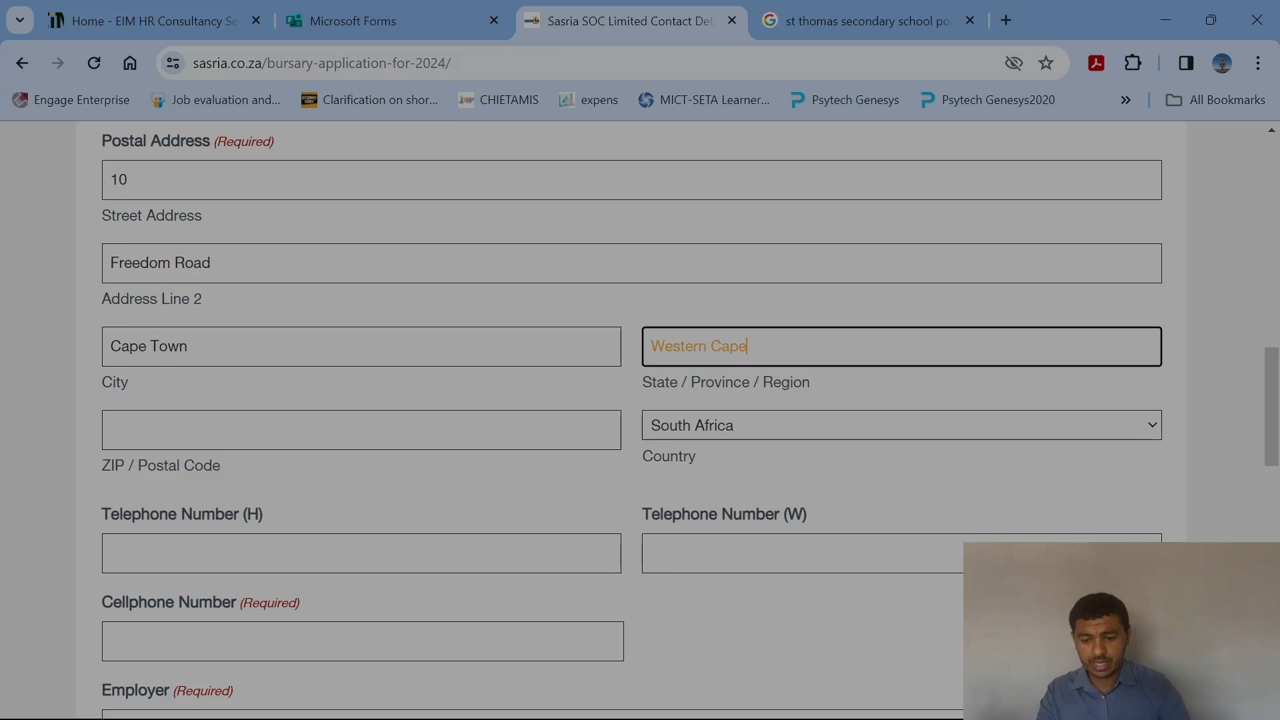 Home - EIM HR Consultancy Se
Microsoft Forms
Sasria SOC Limited Contact Det
st thomas secondary school po
sasria.co.za/bursary-application-for-2024/
Engage Enterprise
Job evaluation and...
Clarification on shor...
CHIETAMIS
expens
MICT-SETA Learner...
Psytech Genesys
Psytech Genesys2020
All Bookmarks
Postal Address (Required)
10
Street Address
Freedom Road
Address Line 2
Cape Town
Western Cape
City
State / Province / Region
South Africa
ZIP / Postal Code
Country
Telephone Number (H)
Telephone Number (W)
Cellphone Number (Required)
Employer (Required)